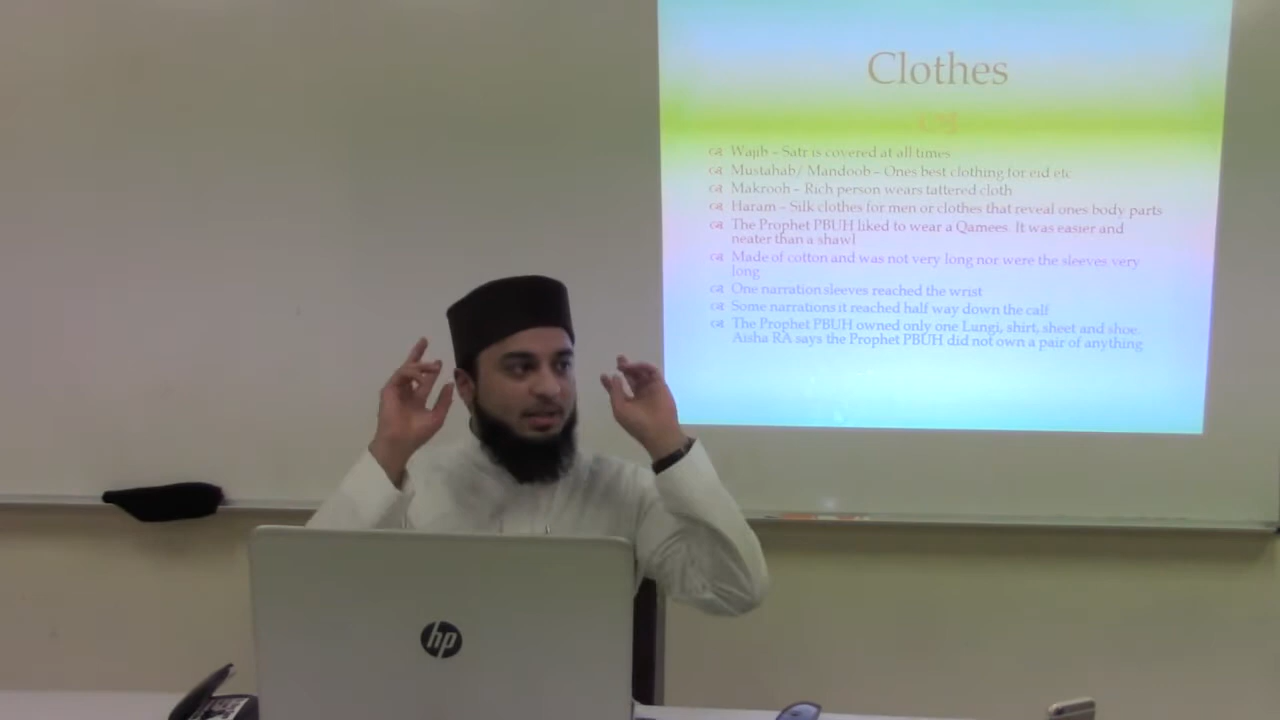 Clothes
Wajib – Satr is covered at all times
Mustahab/ Mandoob – Ones best clothing for eid etc
Makrooh – Rich person wears tattered cloth
Haram – Silk clothes for men or clothes that reveal ones body parts
The Prophet PBUH liked to wear a Qamees. It was easier and
neater than a shawl
Made of cotton and was not very long nor were the sleeves very
long
One narration sleeves reached the wrist
Some narrations it reached half way down the calf
The Prophet PBUH owned only one Lungi, shirt, sheet and shoe.
Aisha RA says the Prophet PBUH did not own a pair of anything
hp